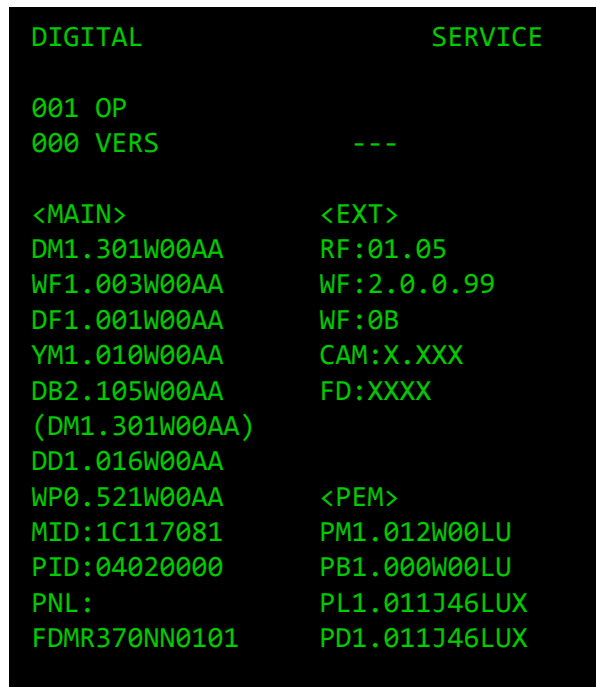 DIGITAL SERVICE
001 OP
000 VERS ---
<MAIN> <EXT>
DM1.301W00AA RF:01.05
WF1.003W00AA WF:2.0.0.99
DF1.001W00AA WF:0B
YM1.010W00AA CAM:X.XXX
DB2.105W00AA FD:XXXX
(DM1.301W00AA)
DD1.016W00AA
WP0.521W00AA <PEM>
MID:1C117081 PM1.012W00LU
PID:04020000 PB1.000W00LU
PNL: PL1.011J46LUX
FDMR370NN0101 PD1.011J46LUX